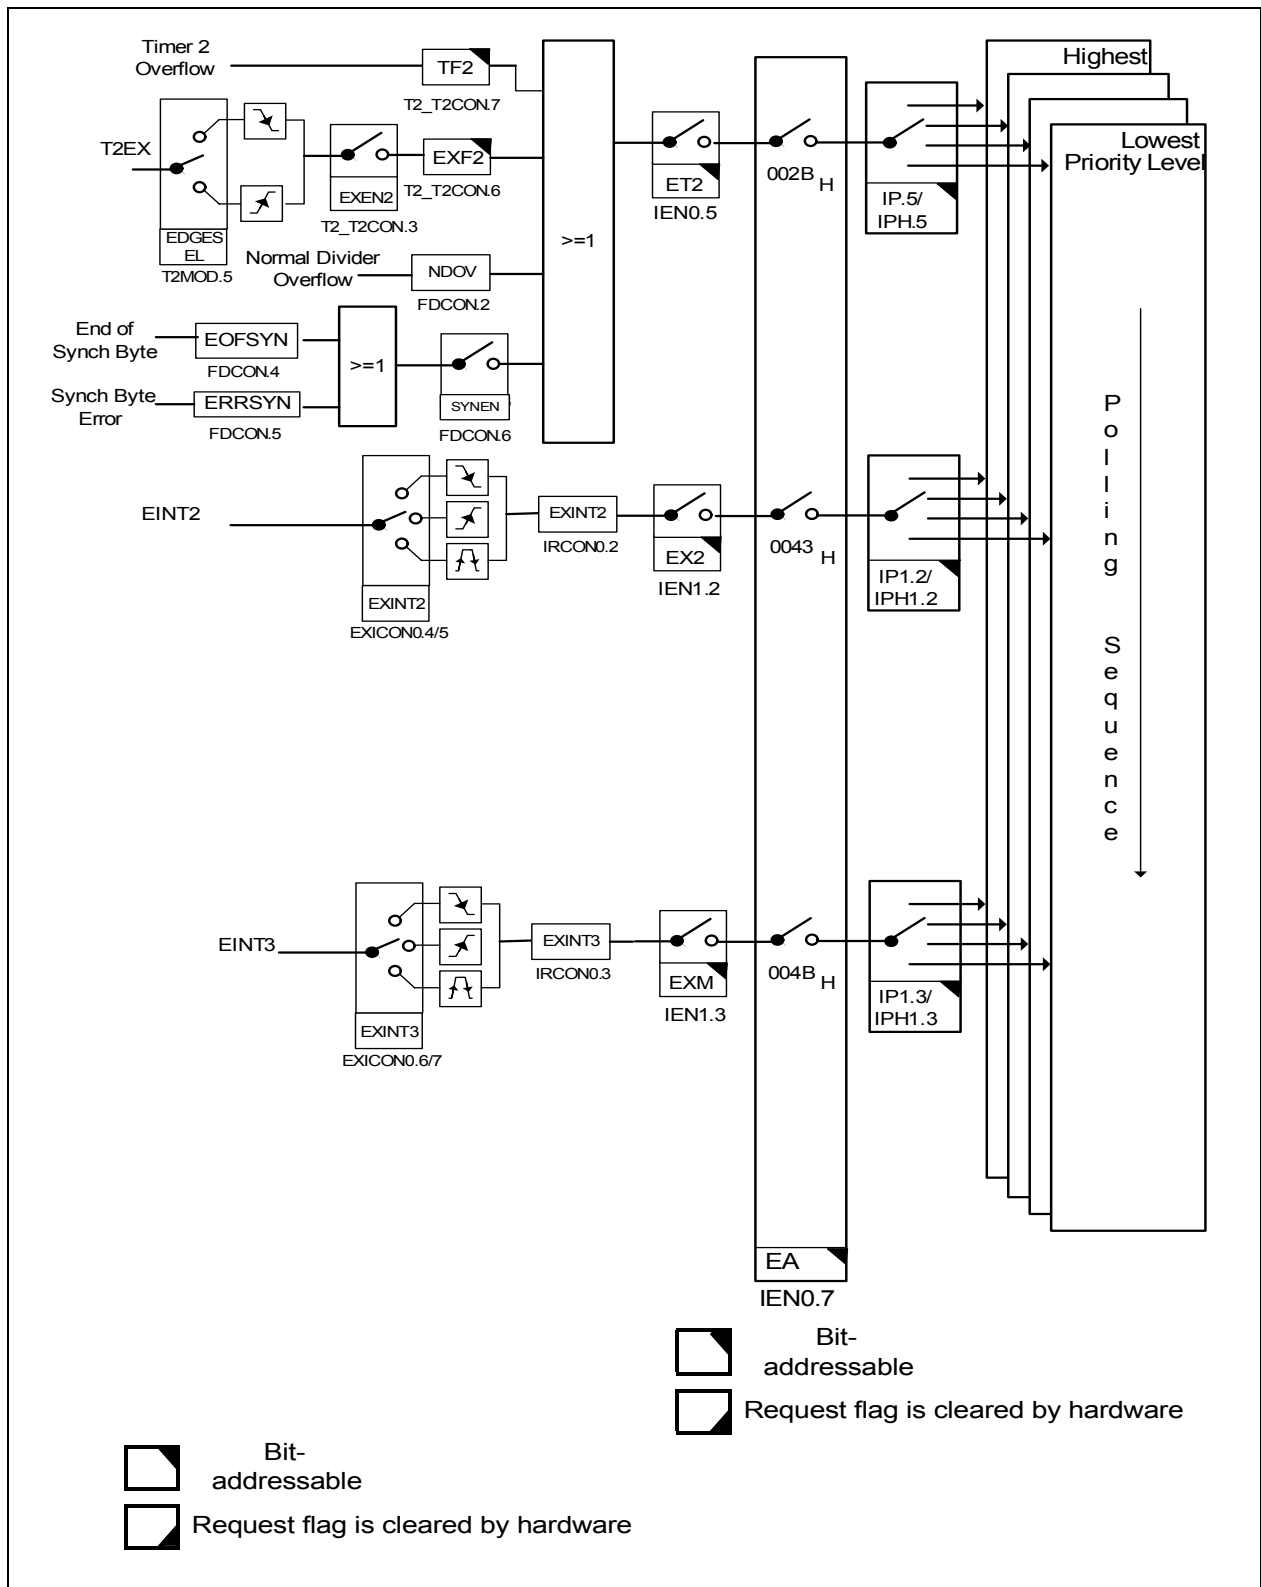 Timer 2
Overflow
TF2
T2_T2CON.7
T2EX
EDGES
EL
T2MOD.5
EXEN2
T2_T2CON.3
EXF2
T2_T2CON.6
Normal Divider
Overflow
NDOV
FDCON.2
End of
Synch Byte
EOFSYN
FDCON.4
Synch Byte
Error
ERRSYN
FDCON.5
>=1
SYNEN
FDCON.6
>=1
ET2
IEN0.5
002B H
IP.5/
IPH.5
Highest
Lowest
Priority Level
EINT2
EXINT2
EXICON0.4/5
EXINT2
IRCON0.2
EX2
IEN1.2
0043 H
IP1.2/
IPH1.2
Polling Sequence
EINT3
EXINT3
EXICON0.6/7
EXINT3
IRCON0.3
EXM
IEN1.3
004B H
IP1.3/
IPH1.3
EA
IEN0.7
Bit-
addressable
Request flag is cleared by hardware
Bit-
addressable
Request flag is cleared by hardware